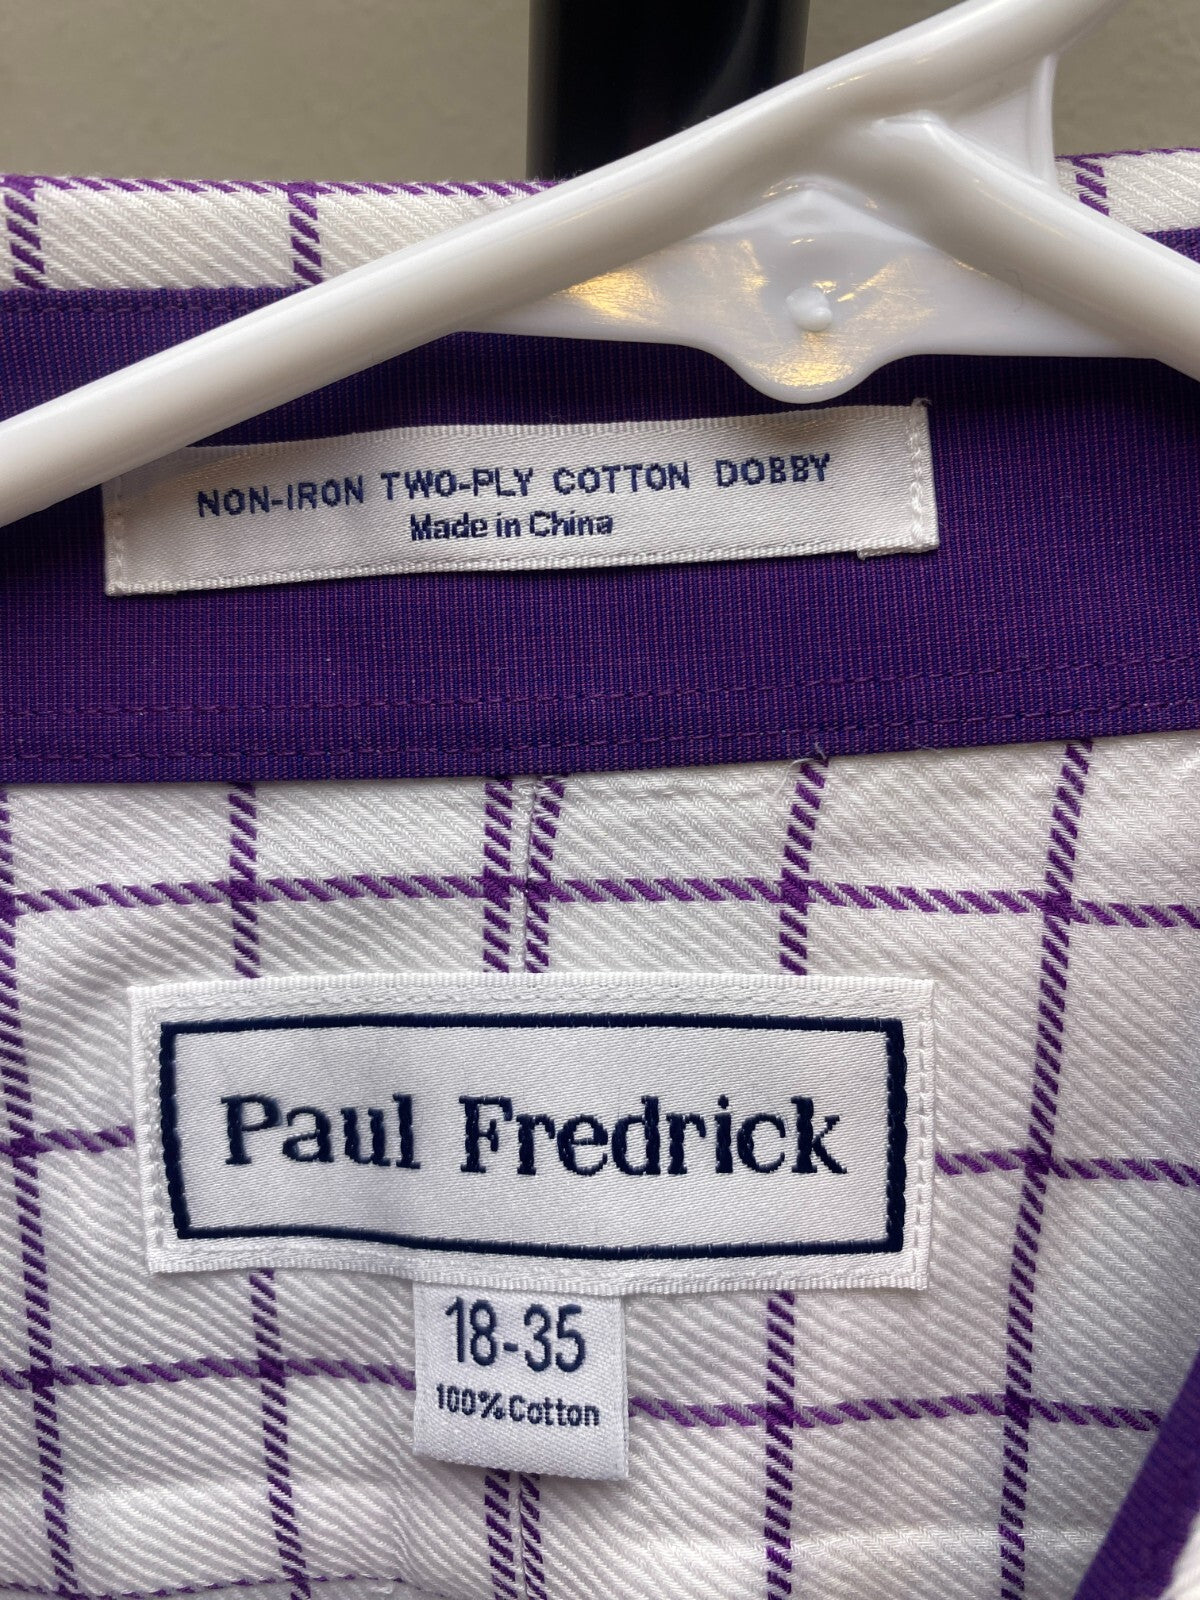 NON-IRON TWO-PLY COTTON DOBBY
Made in China
Paul Fredrick
18-35
100% Cotton